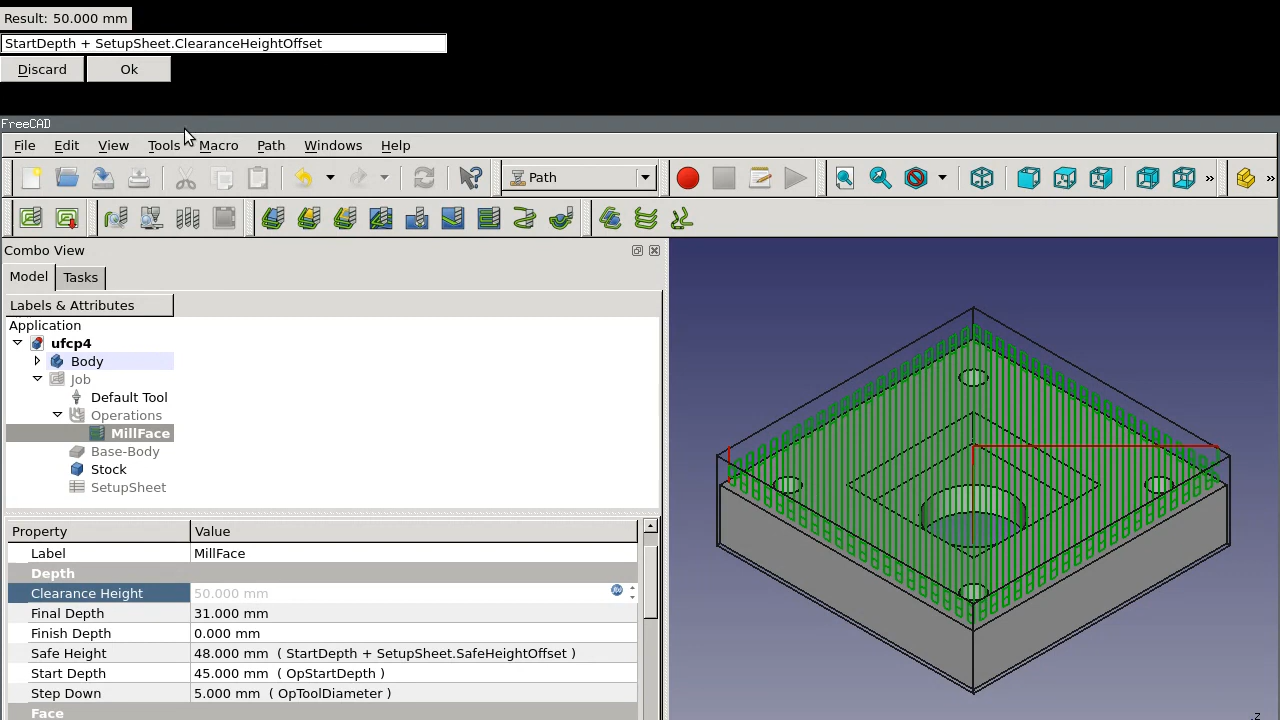 Result: 50.000 mm
StartDepth + SetupSheet.ClearanceHeightOffset
Discard Ok
FreeCAD
File Edit View Tools Macro Path Windows Help
Path
» »
Combo View
Model Tasks
Labels & Attributes
Application
ufcp4
Body
Job
Default Tool
Operations
MillFace
Base-Body
Stock
SetupSheet
Property Value
Label MillFace
Depth
Clearance Height 50.000 mm
Final Depth 31.000 mm
Finish Depth 0.000 mm
Safe Height 48.000 mm ( StartDepth + SetupSheet.SafeHeightOffset )
Start Depth 45.000 mm ( OpStartDepth )
Step Down 5.000 mm ( OpToolDiameter )
Face
z